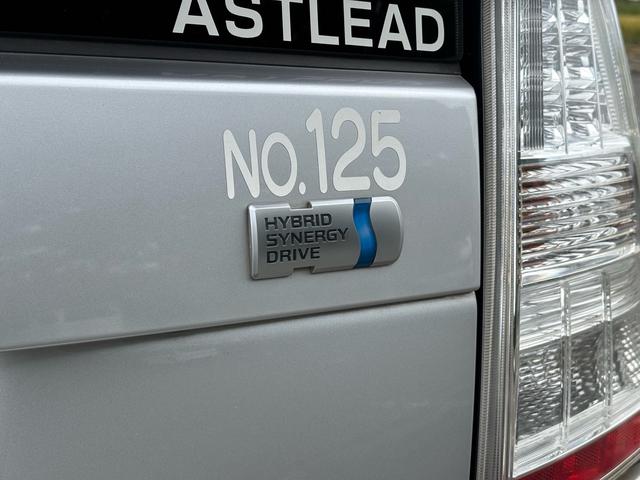 ASTLEAD
NO.125
HYBRID
SYNERGY
DRIVE